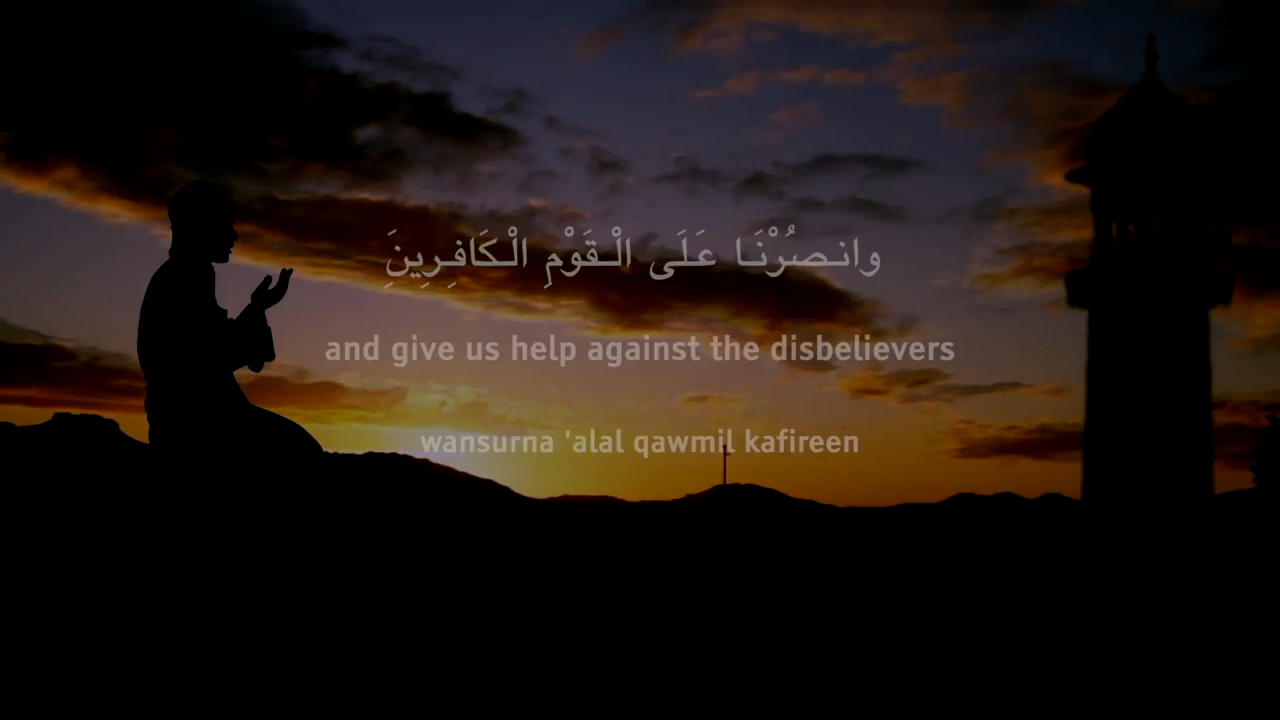 وانصُرْنَا عَلَى الْقَوْمِ الْكَافِرِينَِ
and give us help against the disbelievers
wansurna 'alal qawmil kafireen